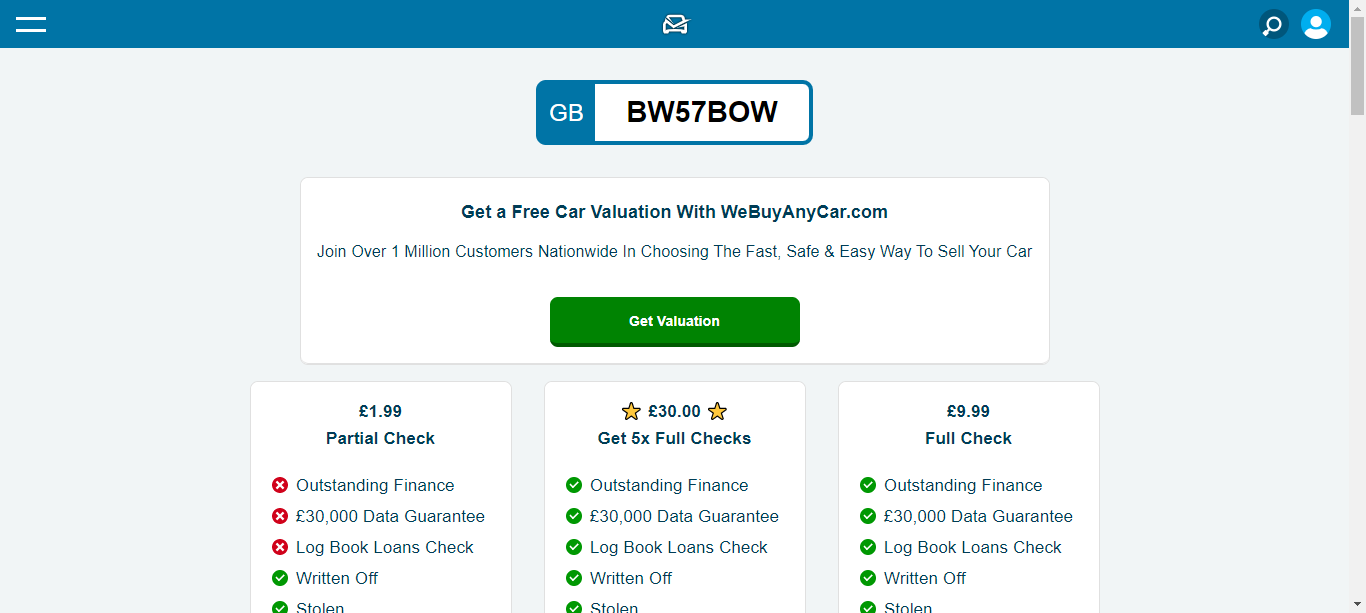 GB BW57BOW
Get a Free Car Valuation With WeBuyAnyCar.com
Join Over 1 Million Customers Nationwide In Choosing The Fast, Safe & Easy Way To Sell Your Car
Get Valuation
£1.99
Partial Check
Outstanding Finance
£30,000 Data Guarantee
Log Book Loans Check
Written Off
Stolen
£30.00
Get 5x Full Checks
Outstanding Finance
£30,000 Data Guarantee
Log Book Loans Check
Written Off
Stolen
£9.99
Full Check
Outstanding Finance
£30,000 Data Guarantee
Log Book Loans Check
Written Off
Stolen